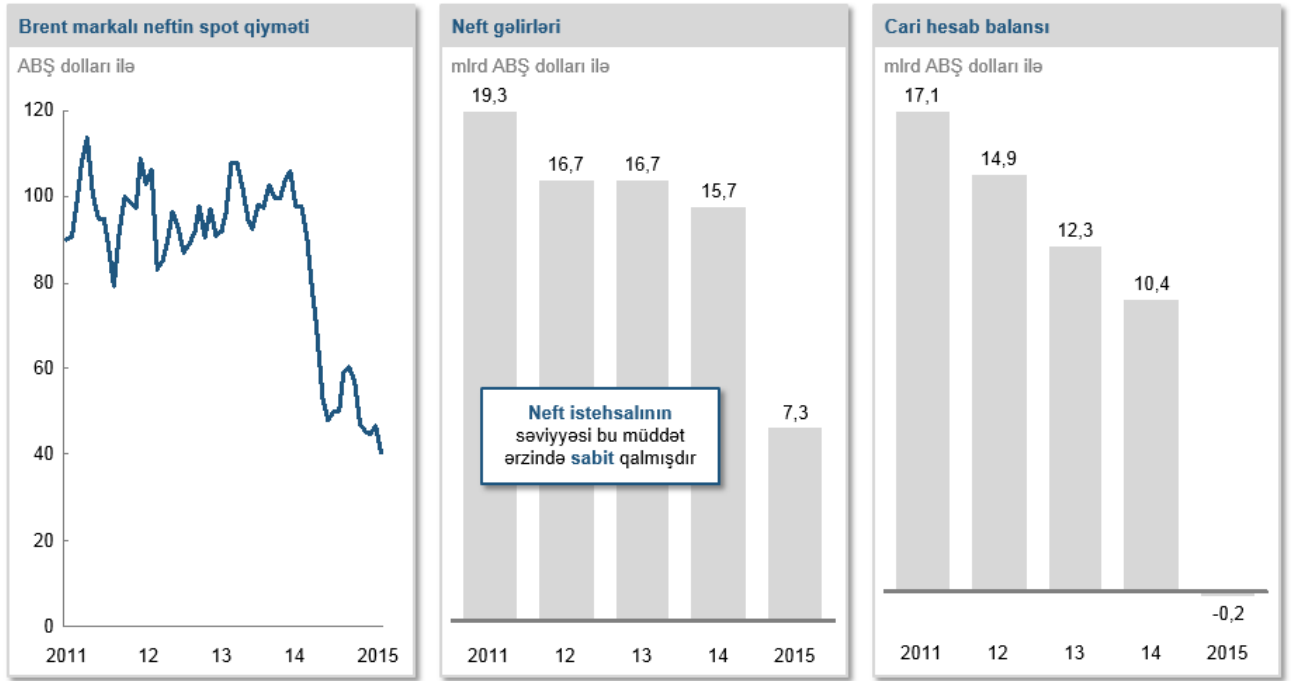 Brent markalı neftin spot qiyməti
ABŞ dolları ilə
120
100
80
60
40
20
0
2011 12 13 14 2015
Neft gəlirləri
mlrd ABŞ dolları ilə
19,3
16,7
16,7
15,7
7,3
Neft istehsalının
səviyyəsi bu müddət
ərzində sabit qalmışdır
2011 12 13 14 2015
Cari hesab balansı
mlrd ABŞ dolları ilə
17,1
14,9
12,3
10,4
-0,2
2011 12 13 14 2015